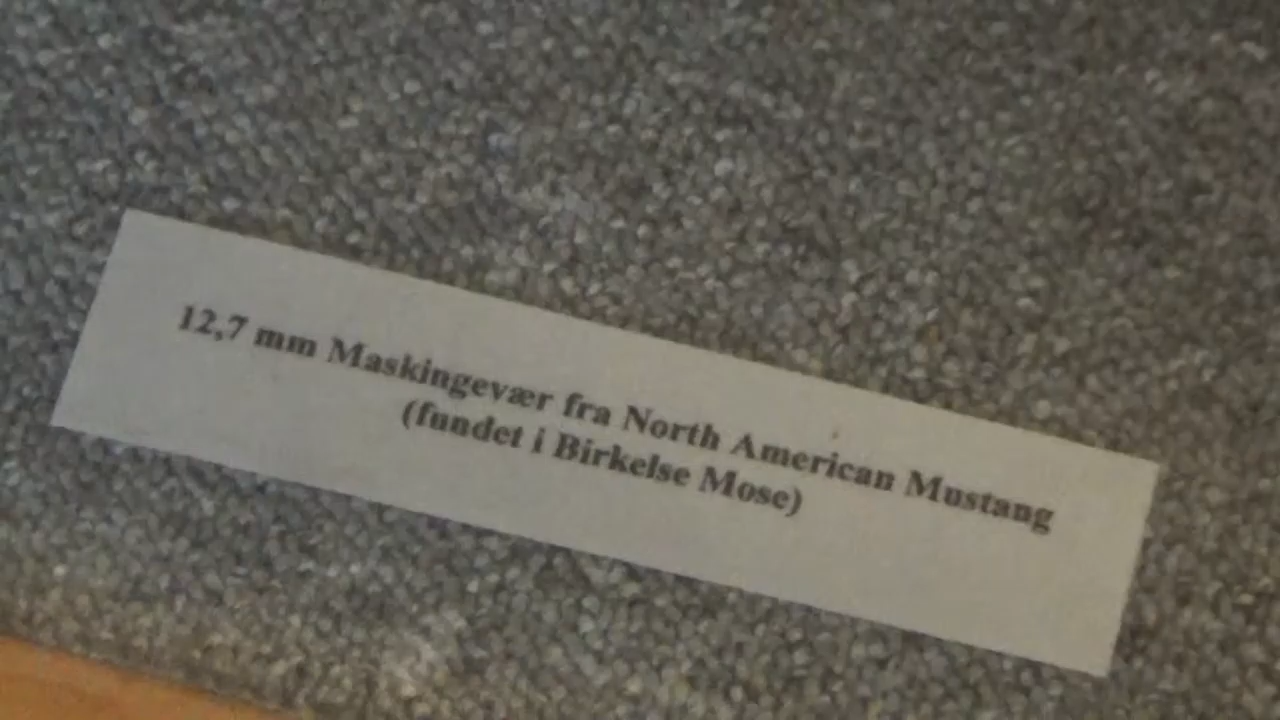 12,7 mm Maskingevær fra North American Mustang
(fundet i Birkelse Mose)